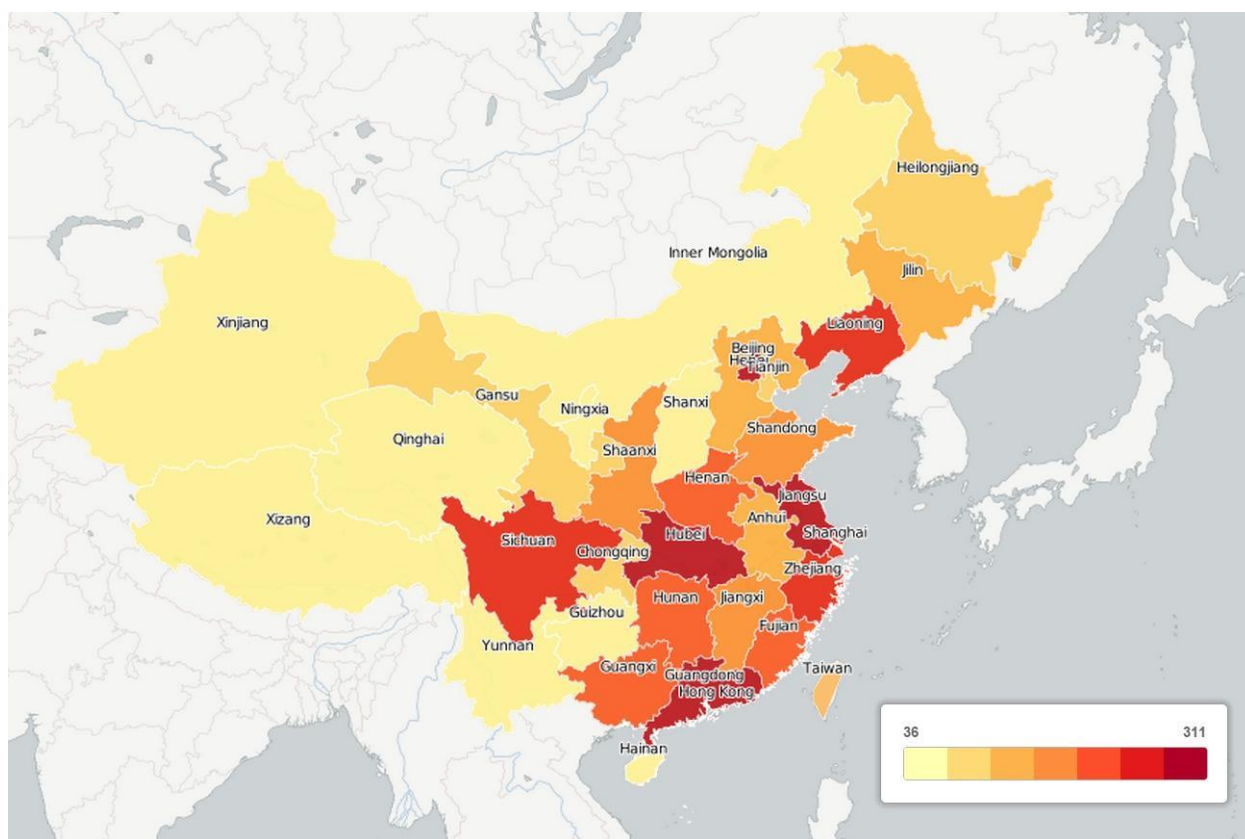 Heilongjiang
Inner Mongolia
Jilin
Xinjiang
Liaoning
Beijing
Hebei
Tianjin
Gansu
Ningxia
Shanxi
Qinghai
Shaanxi
Shandong
Henan
Jiangsu
Xizang
Anhui
Sichuan
Hubei
Shanghai
Chongqing
Zhejiang
Guizhou
Hunan
Jiangxi
Fujian
Yunnan
Guangxi
Guangdong
Taiwan
Hong Kong
Hainan
36
311